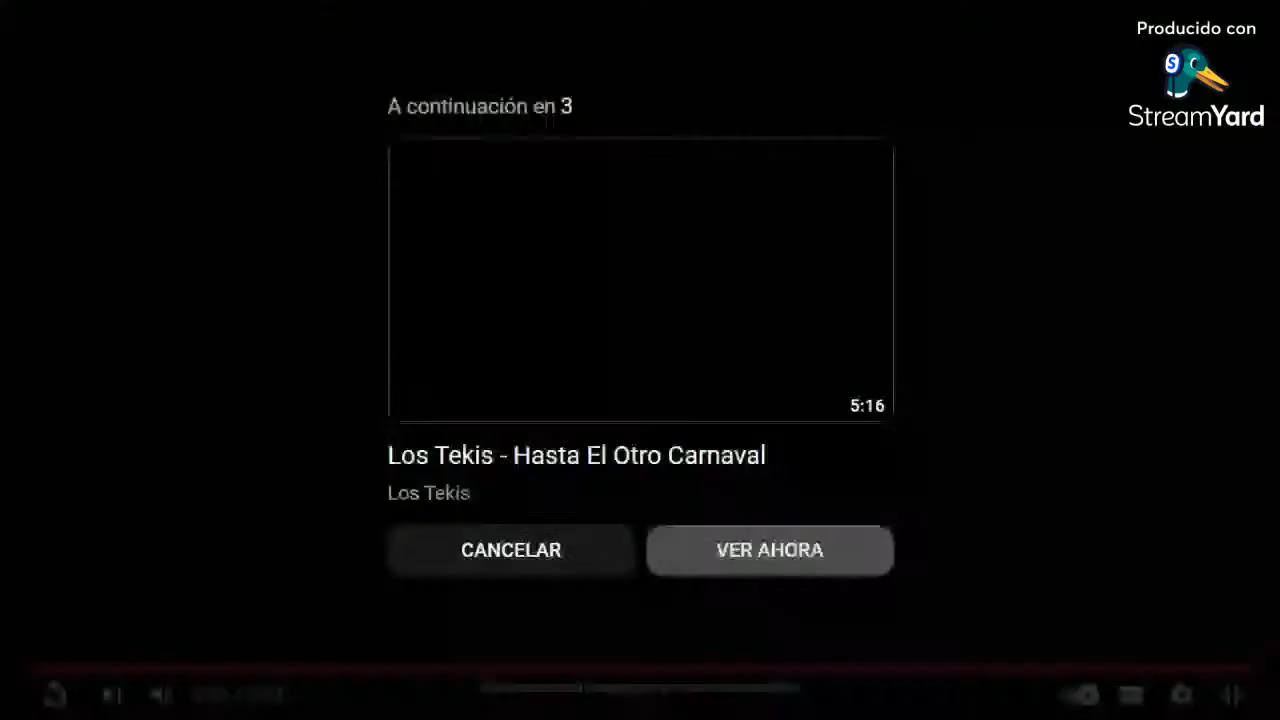 Producido con
StreamYard
A continuación en 3
5:16
Los Tekis - Hasta El Otro Carnaval
Los Tekis
CANCELAR
VER AHORA